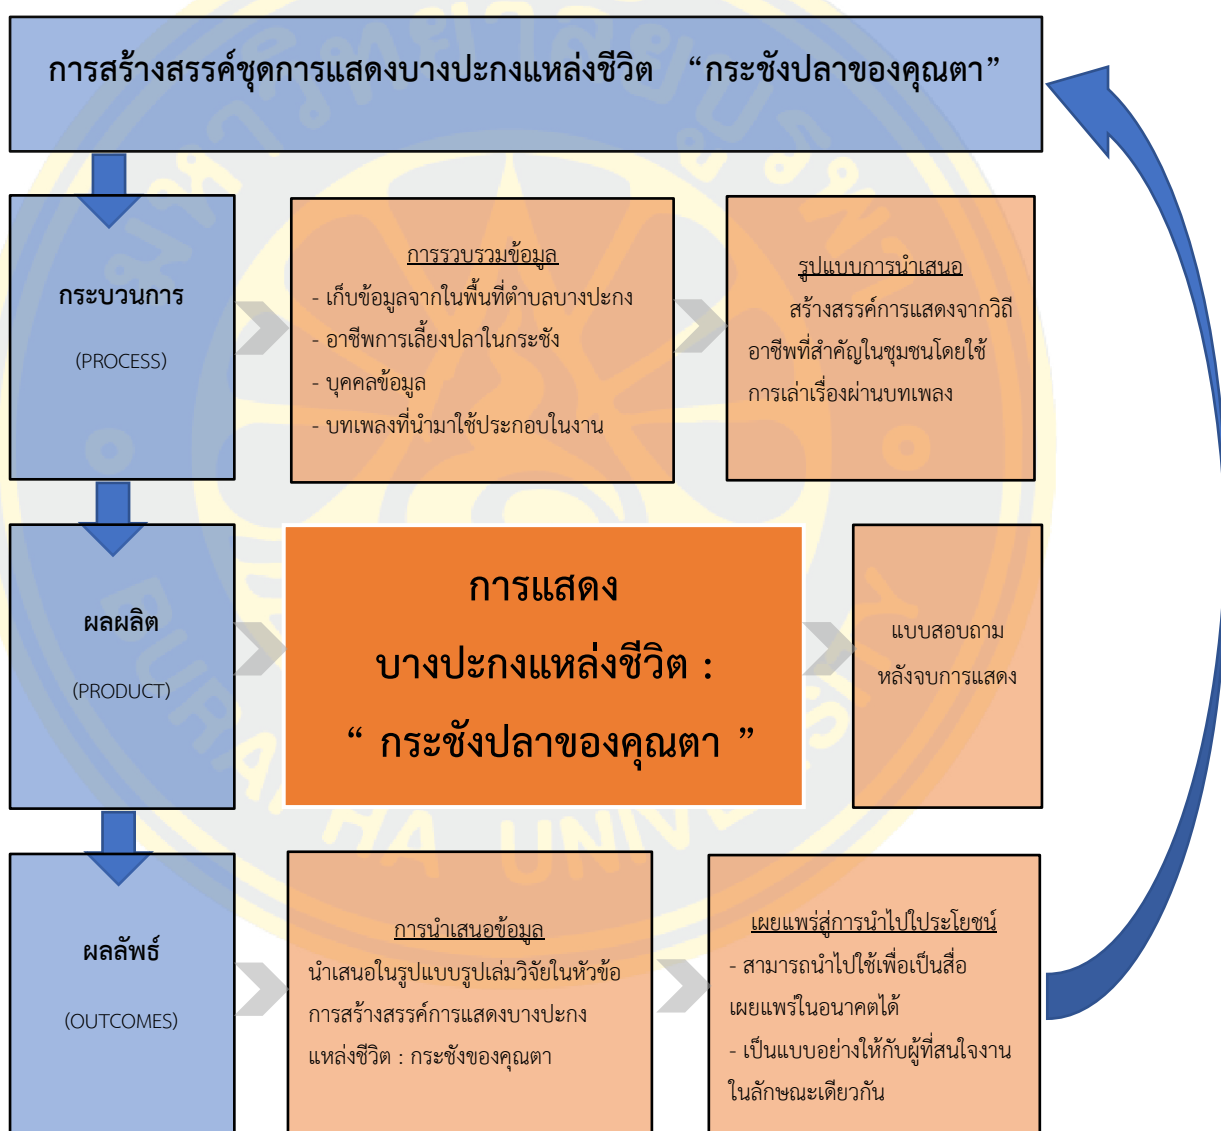 การสร้างสรรค์ชุดการแสดงบางปะกงแหล่งชีวิต “กระชังปลาของคุณตา”
กระบวนการ
(PROCESS)
การรวบรวมข้อมูล
- เก็บข้อมูลจากในพื้นที่ตำบลบางปะกง
- อาชีพการเลี้ยงปลาในกระชัง
- บุคคลข้อมูล
- บทเพลงที่นำมาใช้ประกอบในงาน
รูปแบบการนำเสนอ
สร้างสรรค์การแสดงจากวิถี
อาชีพที่สำคัญในชุมชนโดยใช้
การเล่าเรื่องผ่านบทเพลง
ผลผลิต
(PRODUCT)
การแสดง
บางปะกงแหล่งชีวิต :
“ กระชังปลาของคุณตา ”
แบบสอบถาม
หลังจบการแสดง
ผลลัพธ์
(OUTCOMES)
การนำเสนอข้อมูล
นำเสนอในรูปแบบรูปเล่มวิจัยในหัวข้อ
การสร้างสรรค์การแสดงบางปะกง
แหล่งชีวิต : กระชังของคุณตา
เผยแพร่สู่การนำไปใประโยชน์
- สามารถนำไปใช้เพื่อเป็นสื่อ
เผยแพร่ในอนาคตได้
- เป็นแบบอย่างให้กับผู้ที่สนใจงาน
ในลักษณะเดียวกัน
มหาวิทยาลัยบูรพา
BURAPHA UNIVERSITY